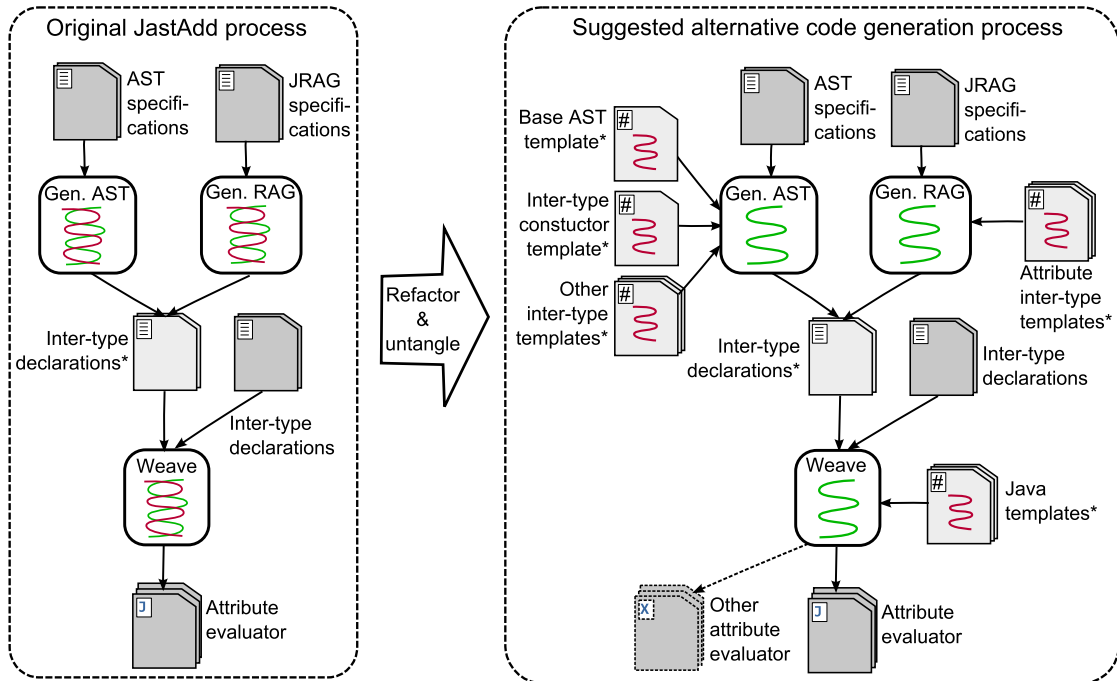 Original JastAdd process
AST
specifi-
cations
JRAG
specifi-
cations
Gen. AST
Gen. RAG
Inter-type
declarations*
Inter-type
declarations
Weave
J
Attribute
evaluator
Refactor
&
untangle
Suggested alternative code generation process
AST
specifi-
cations
JRAG
specifi-
cations
Base AST
template*
#
Inter-type
constuctor
template*
#
Other
inter-type
templates*
#
Gen. AST
Gen. RAG
#
Attribute
inter-type
templates*
Inter-type
declarations*
Inter-type
declarations
Weave
#
Java
templates*
X
Other
attribute
evaluator
J
Attribute
evaluator